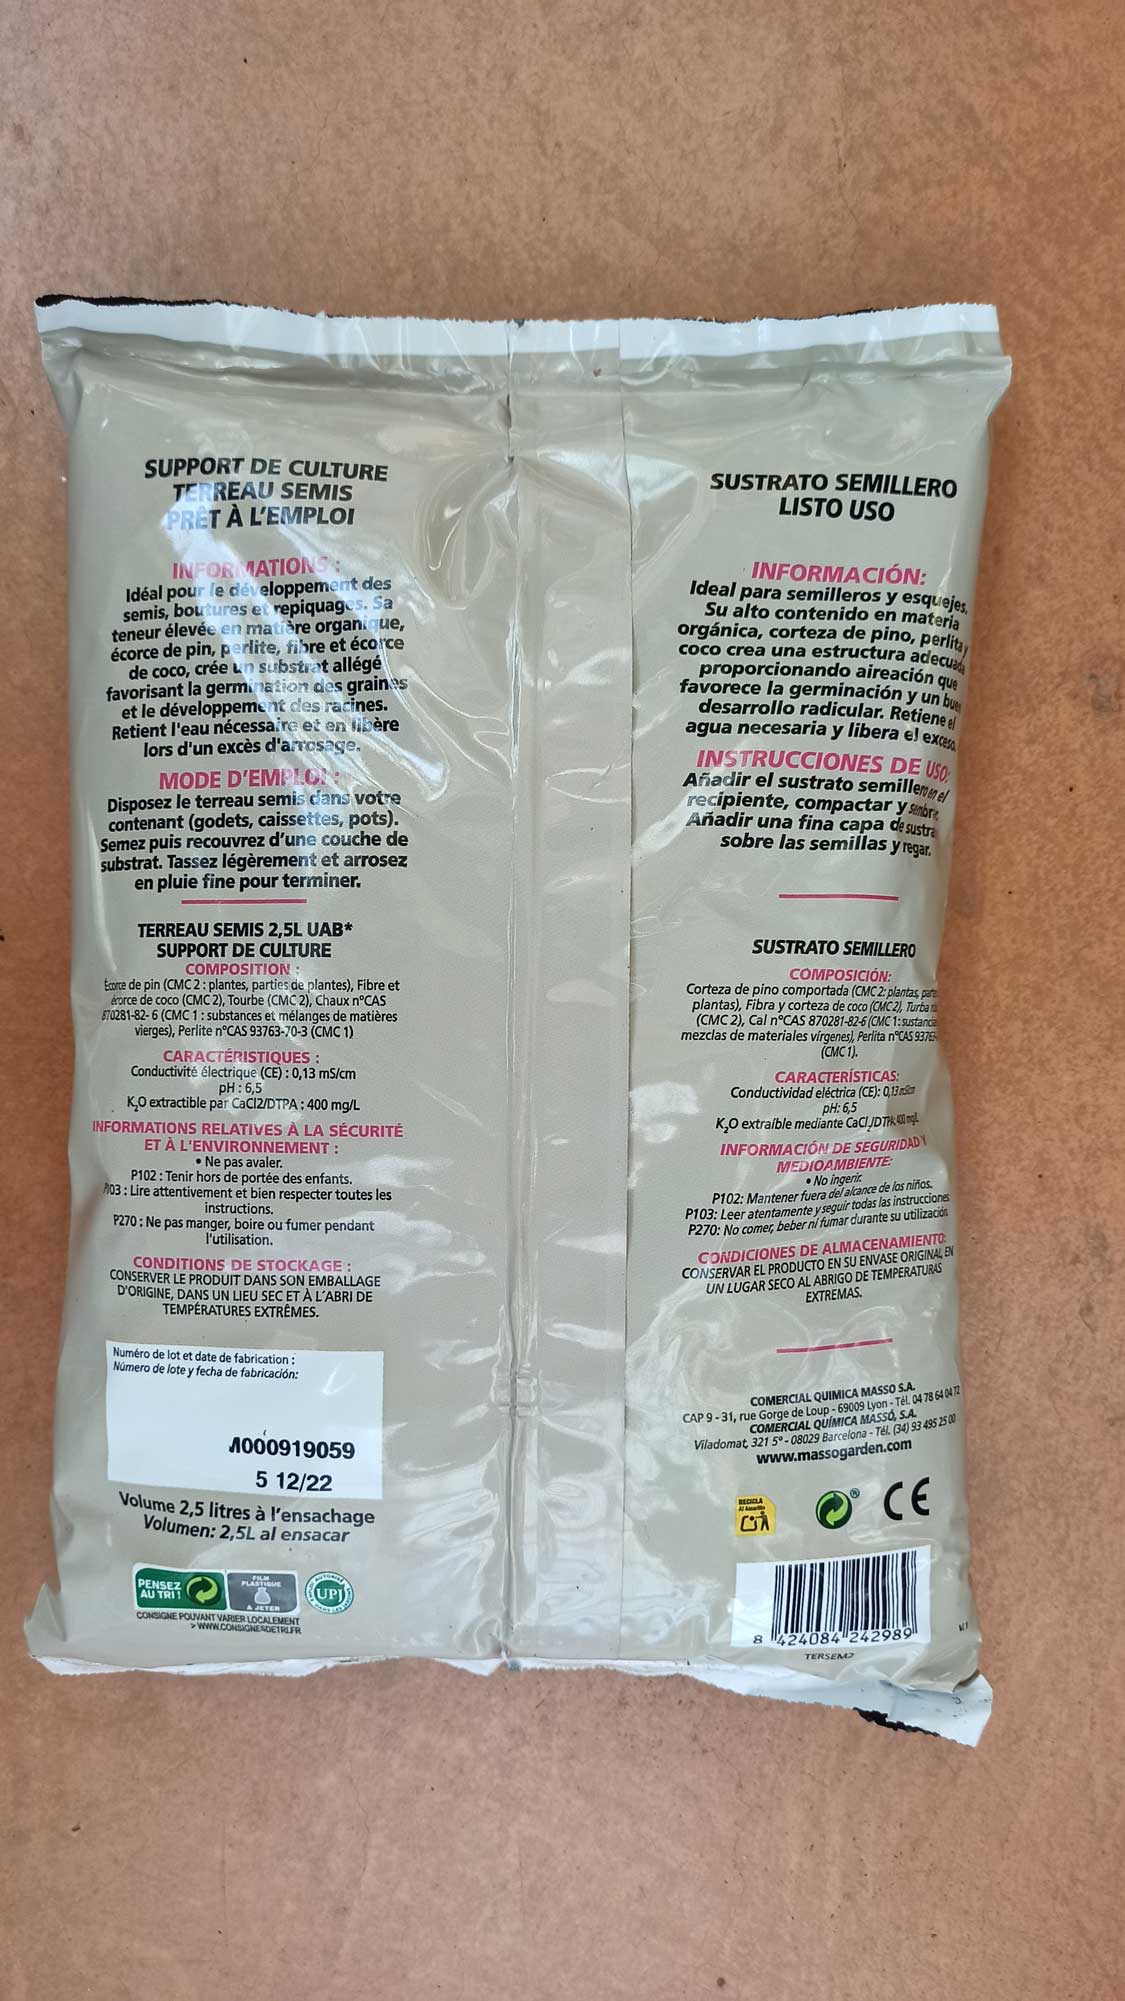 SUPPORT DE CULTURE
TERREAU SEMIS
PRÊT À L'EMPLOI
INFORMATIONS :
Idéal pour le développement des
semis, boutures et repiquages. Sa
teneur élevée en matière organique,
écorce de pin, perlite, fibre et écorce
de coco, crée un substrat allégé
favorisant la germination des graines
et le développement des racines.
Retient l'eau nécessaire et en libère
lors d'un excès d'arrosage.
MODE D'EMPLOI :
Disposez le terreau semis dans votre
contenant (godets, caissettes, pots).
Semez puis recouvrez d'une couche de
substrat. Tassez légèrement et arrosez
en pluie fine pour terminer.
TERREAU SEMIS 2,5L UAB*
SUPPORT DE CULTURE
COMPOSITION :
Écorce de pin (CMC 2 : plantes, parties de plantes), Fibre et
écorce de coco (CMC 2), Tourbe (CMC 2), Chaux n°CAS
870281-82- 6 (CMC 1 : substances et mélanges de matières
vierges), Perlite n°CAS 93763-70-3 (CMC 1)
CARACTÉRISTIQUES :
Conductivité électrique (CE) : 0,13 mS/cm
pH : 6,5
K₂O extractible par CaCl2/DTPA : 400 mg/L
INFORMATIONS RELATIVES À LA SÉCURITÉ
ET À L'ENVIRONNEMENT :
• Ne pas avaler.
P102 : Tenir hors de portée des enfants.
P103 : Lire attentivement et bien respecter toutes les
instructions.
P270 : Ne pas manger, boire ou fumer pendant
l'utilisation.
CONDITIONS DE STOCKAGE :
CONSERVER LE PRODUIT DANS SON EMBALLAGE
D'ORIGINE, DANS UN LIEU SEC ET À L'ABRI DE
TEMPÉRATURES EXTRÊMES.
Numéro de lot et date de fabrication :
Número de lote y fecha de fabricación:
1000919059
5 12/22
Volume 2,5 litres à l'ensachage
Volumen: 2,5L al ensacar
PENSEZ
AU TRI !
FILM
PLASTIQUE
À JETER
UPJ
CONSIGNE POUVANT VARIER LOCALEMENT
> WWW.CONSIGNESDETRI.FR
SUSTRATO SEMILLERO
LISTO USO
INFORMACIÓN:
Ideal para semilleros y esquejes.
Su alto contenido en materia
orgánica, corteza de pino, perlita y
coco crea una estructura adecuada
proporcionando aireación que
favorece la germinación y un buen
desarrollo radicular. Retiene el
agua necesaria y libera el exceso.
INSTRUCCIONES DE USO:
Añadir el sustrato semillero en el
recipiente, compactar y sembrar.
Añadir una fina capa de sustra
sobre las semillas y regar.
SUSTRATO SEMILLERO
COMPOSICIÓN:
Corteza de pino comportada (CMC 2: plantas, parte
plantas), Fibra y corteza de coco (CMC 2), Turba
(CMC 2), Cal nºCAS 870281-82-6 (CMC 1: sustancia
mezclas de materiales vírgenes), Perlita nºCAS 93763-
(CMC 1).
CARACTERÍSTICAS:
Conductividad eléctrica (CE): 0,13 mS/cm
pH: 6,5
K₂O extraíble mediante CaCl₂/DTPA: 400 mg/L
INFORMACIÓN DE SEGURIDAD Y
MEDIOAMBIENTE:
• No ingerir.
P102: Mantener fuera del alcance de los niños.
P103: Leer atentamente y seguir todas las instrucciones.
P270: No comer, beber ni fumar durante su utilización.
CONDICIONES DE ALMACENAMIENTO:
CONSERVAR EL PRODUCTO EN SU ENVASE ORIGINAL, EN
UN LUGAR SECO AL ABRIGO DE TEMPERATURAS
EXTREMAS.
COMERCIAL QUIMICA MASSO S.A.
CAP 9 - 31, rue Gorge de Loup - 69009 Lyon - Tél. 04 78 64 04 72
COMERCIAL QUÍMICA MASSÓ, S.A.
Viladomat, 321 5º - 08029 Barcelona - Tél. (34) 93 495 25 00
www.massogarden.com
RECICLA
Al Amarillo
® CE
8 424084 242989
TERSEM2